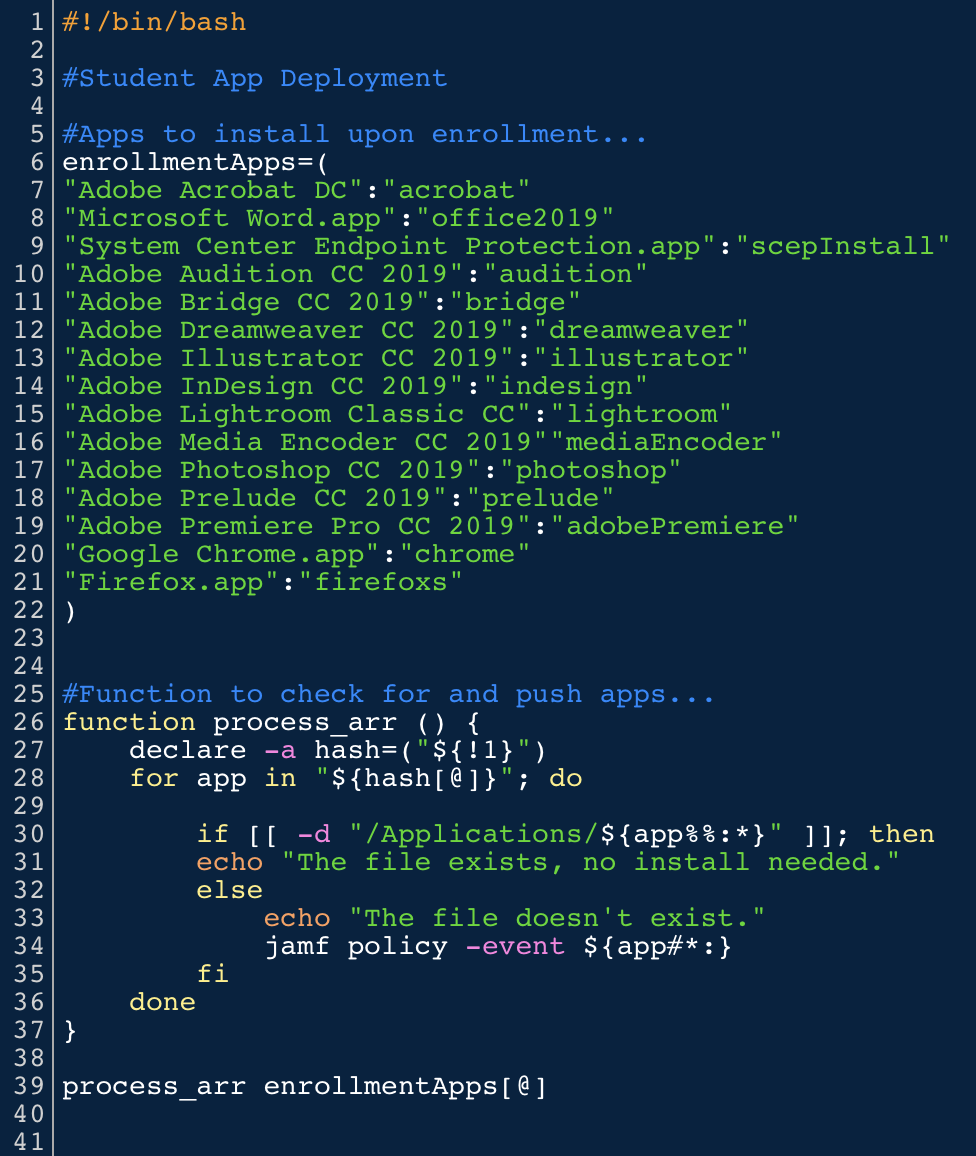 1 #!/bin/bash
2
3 #Student App Deployment
4
5 #Apps to install upon enrollment...
6 enrollmentApps=(
7 "Adobe Acrobat DC":"acrobat"
8 "Microsoft Word.app":"office2019"
9 "System Center Endpoint Protection.app":"scepInstall"
10 "Adobe Audition CC 2019":"audition"
11 "Adobe Bridge CC 2019":"bridge"
12 "Adobe Dreamweaver CC 2019":"dreamweaver"
13 "Adobe Illustrator CC 2019":"illustrator"
14 "Adobe InDesign CC 2019":"indesign"
15 "Adobe Lightroom Classic CC":"lightroom"
16 "Adobe Media Encoder CC 2019""mediaEncoder"
17 "Adobe Photoshop CC 2019":"photoshop"
18 "Adobe Prelude CC 2019":"prelude"
19 "Adobe Premiere Pro CC 2019":"adobePremiere"
20 "Google Chrome.app":"chrome"
21 "Firefox.app":"firefoxs"
22 )
23
24
25 #Function to check for and push apps...
26 function process_arr () {
27     declare -a hash=("${!1}")
28     for app in "${hash[@]}"; do
29
30         if [[ -d "/Applications/${app%%:*}" ]]; then
31         echo "The file exists, no install needed."
32         else
33             echo "The file doesn't exist."
34             jamf policy -event ${app#*:}
35         fi
36     done
37 }
38
39 process_arr enrollmentApps[@]
40
41